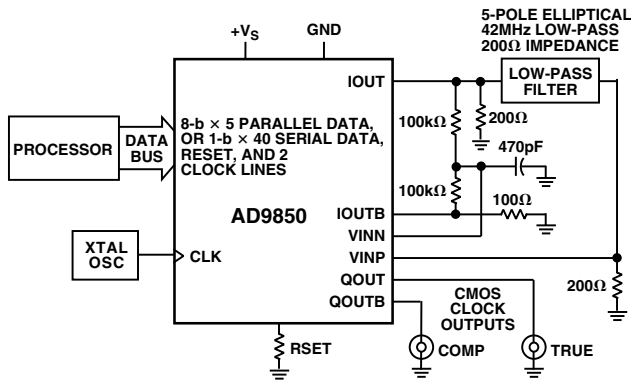 5-POLE ELLIPTICAL
42MHz LOW-PASS
200Ω IMPEDANCE
+VS
GND
IOUT
LOW-PASS
FILTER
8-b × 5 PARALLEL DATA,
OR 1-b × 40 SERIAL DATA,
RESET, AND 2
CLOCK LINES
100kΩ
200Ω
PROCESSOR
DATA
BUS
470pF
100kΩ
100Ω
AD9850
IOUTB
VINN
XTAL
OSC
CLK
VINP
QOUT
QOUTB
CMOS
CLOCK
OUTPUTS
200Ω
RSET
COMP
TRUE